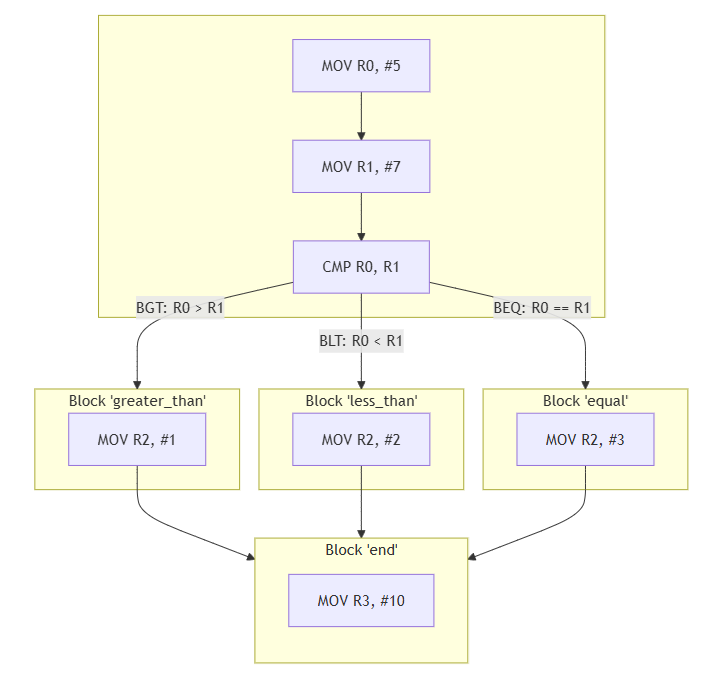 MOV R0, #5
MOV R1, #7
CMP R0, R1
BGT: R0 > R1
BEQ: R0 == R1
BLT: R0 < R1
Block 'greater_than'
Block 'less_than'
Block 'equal'
MOV R2, #1
MOV R2, #2
MOV R2, #3
Block 'end'
MOV R3, #10